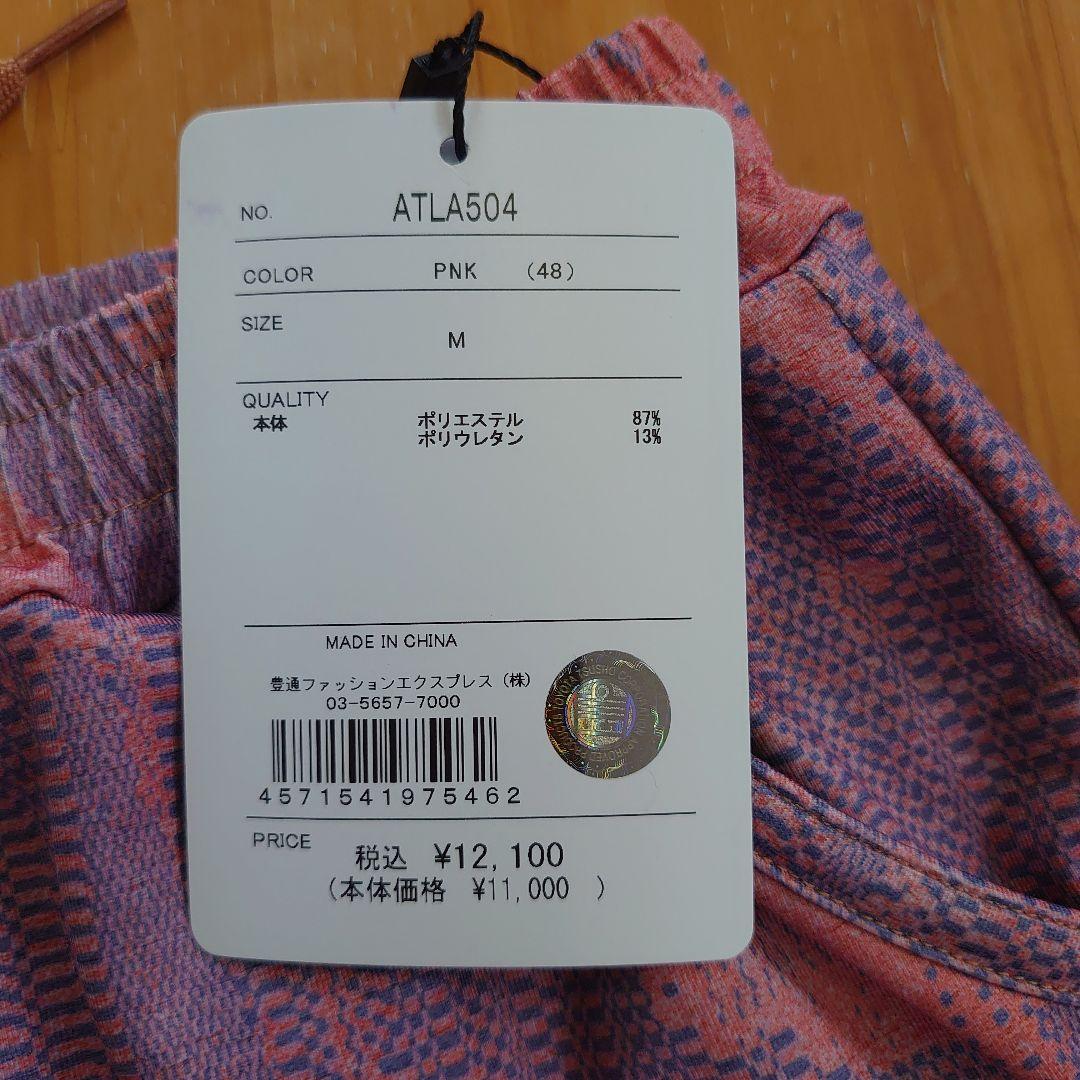 NO. ATLA504
COLOR PNK (48)
SIZE
M
QUALITY
本体 ポリエステル 87%
ポリウレタン 13%
MADE IN CHINA
豊通ファッションエクスプレス(株)
03-5657-7000
4571541975462
PRICE
税込 ¥12,100
(本体価格 ¥11,000 )